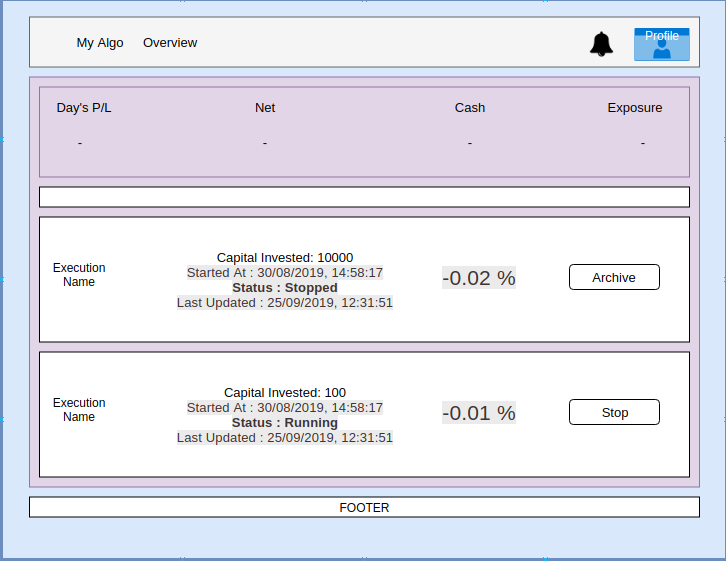 My Algo Overview Profile
Day's P/L Net Cash Exposure
- - - -
Execution
Name
Capital Invested: 10000
Started At : 30/08/2019, 14:58:17
Status : Stopped
Last Updated : 25/09/2019, 12:31:51
-0.02 %
Archive
Execution
Name
Capital Invested: 100
Started At : 30/08/2019, 14:58:17
Status : Running
Last Updated : 25/09/2019, 12:31:51
-0.01 %
Stop
FOOTER